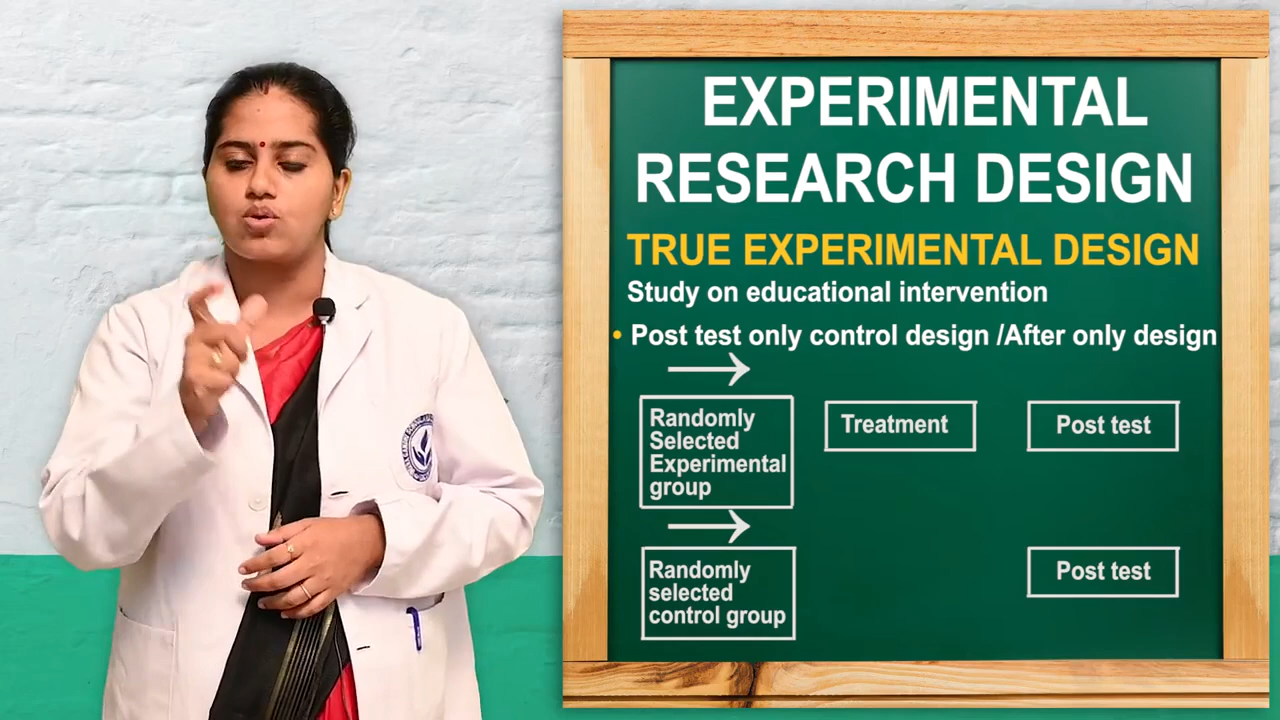 EXPERIMENTAL
RESEARCH DESIGN
TRUE EXPERIMENTAL DESIGN
Study on educational intervention
• Post test only control design /After only design
Randomly
Selected
Experimental
group
Treatment
Post test
Randomly
selected
control group
Post test